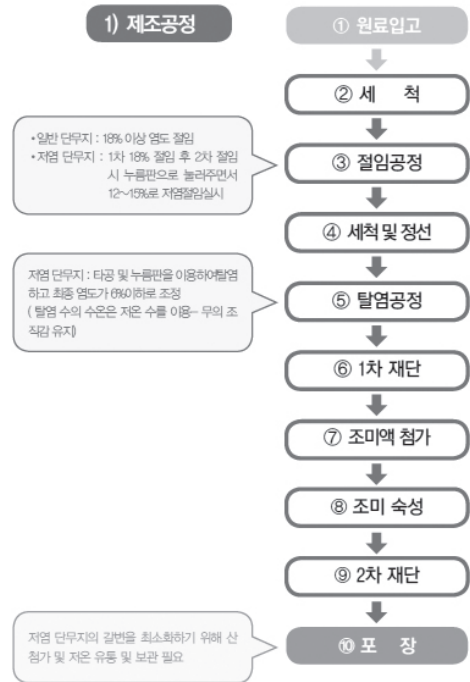 1) 제조공정
① 원료입고
② 세 척
• 일반 단무지 : 18% 이상 염도 절임
• 저염 단무지 : 1차 18% 절임 후 2차 절임
시 누름판으로 눌러주면서
12~15%로 저염절임실시
③ 절임공정
④ 세척 및 정선
저염 단무지 : 타공 및 누름판을 이용하여탈염
하고 최종 염도가 6%이하로 조정
( 탈염 수의 수온은 저온 수를 이용- 무의 조
직감 유지)
⑤ 탈염공정
⑥ 1차 재단
⑦ 조미액 첨가
⑧ 조미 숙성
⑨ 2차 재단
저염 단무지의 갈변을 최소화하기 위해 산
첨가 및 저온 유통 및 보관 필요
⑩ 포 장